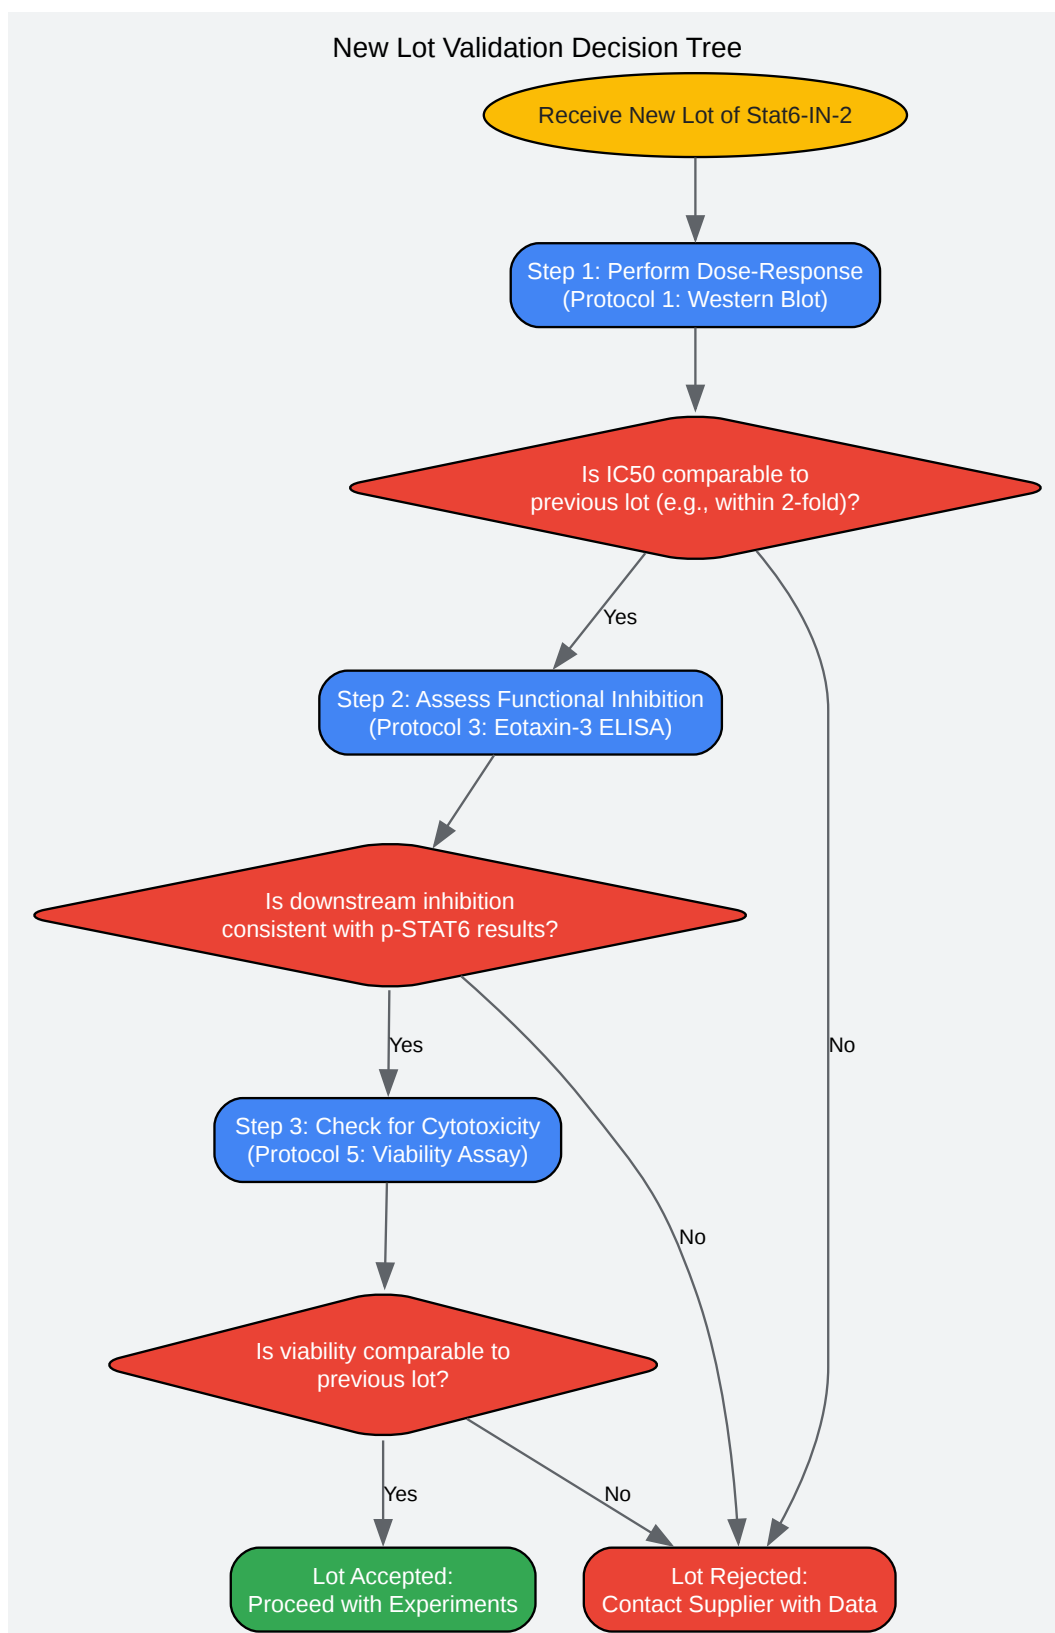 New Lot Validation Decision Tree
Receive New Lot of Stat6-IN-2
Step 1: Perform Dose-Response
(Protocol 1: Western Blot)
Is IC50 comparable to
previous lot (e.g., within 2-fold)?
Yes
Step 2: Assess Functional Inhibition
(Protocol 3: Eotaxin-3 ELISA)
Is downstream inhibition
consistent with p-STAT6 results?
Yes
No
Step 3: Check for Cytotoxicity
(Protocol 5: Viability Assay)
No
Is viability comparable to
previous lot?
Yes
No
Lot Accepted:
Proceed with Experiments
Lot Rejected:
Contact Supplier with Data